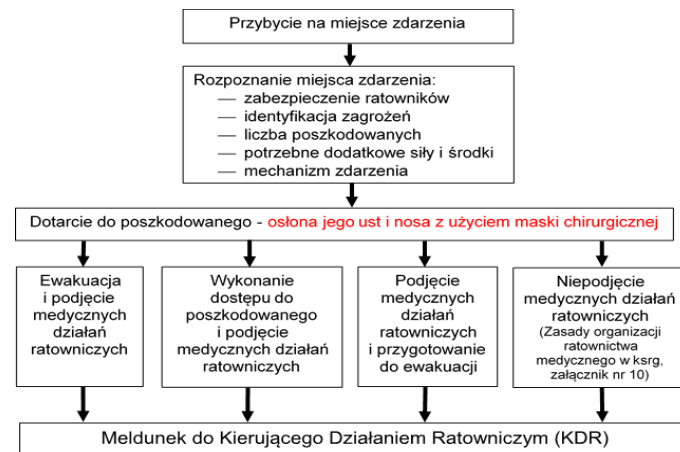 Przybycie na miejsce zdarzenia
Rozpoznanie miejsca zdarzenia:
— zabezpieczenie ratowników
— identyfikacja zagrożeń
— liczba poszkodowanych
— potrzebne dodatkowe siły i środki
— mechanizm zdarzenia
Dotarcie do poszkodowanego - osłona jego ust i nosa z użyciem maski chirurgicznej
Ewakuacja
i podjęcie
medycznych
działań
ratowniczych
Wykonanie
dostępu do
poszkodowanego
i podjęcie
medycznych działań
ratowniczych
Podjęcie
medycznych
działań
ratowniczych
i przygotowanie
do ewakuacji
Niepodjęcie
medycznych działań
ratowniczych
(Zasady organizacji
ratownictwa
medycznego w ksrg,
załącznik nr 10)
Meldunek do Kierującego Działaniem Ratowniczym (KDR)